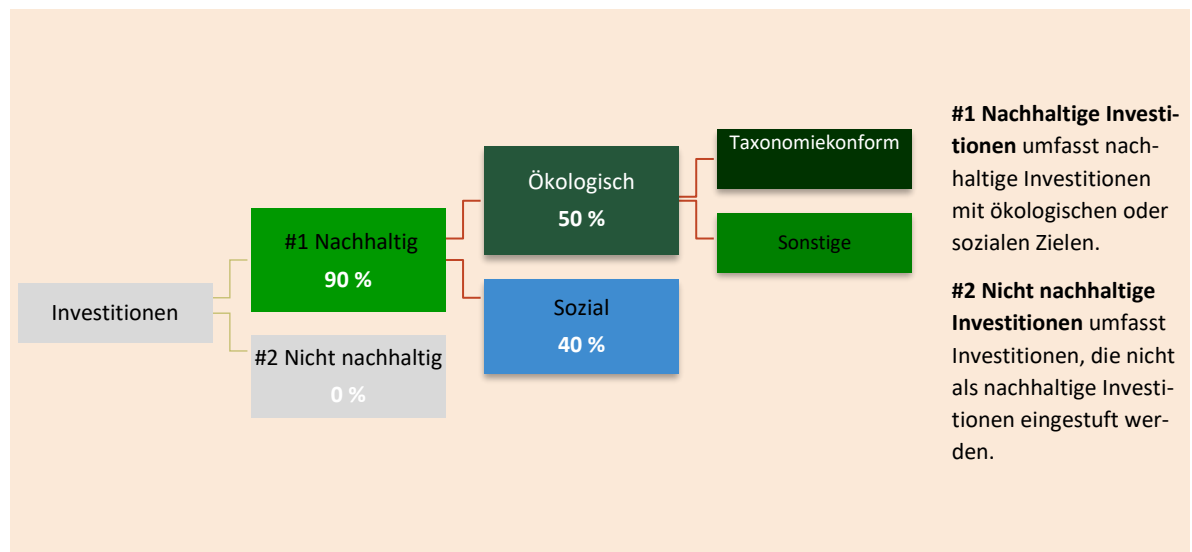 Investitionen
#1 Nachhaltig
90 %
#2 Nicht nachhaltig
0 %
Ökologisch
50 %
Sozial
40 %
Taxonomiekonform
Sonstige
#1 Nachhaltige Investi-
tionen umfasst nach-
haltige Investitionen
mit ökologischen oder
sozialen Zielen.
#2 Nicht nachhaltige
Investitionen umfasst
Investitionen, die nicht
als nachhaltige Investi-
tionen eingestuft wer-
den.